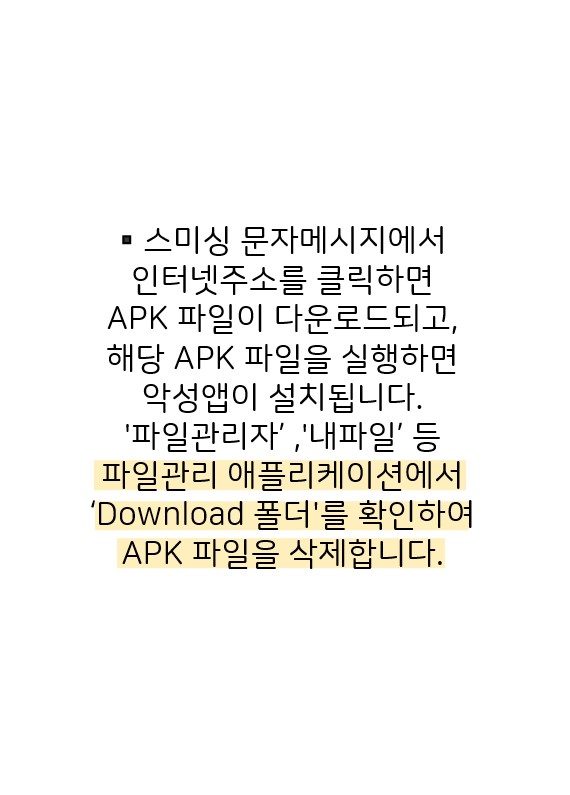 ▪ 스미싱 문자메시지에서
인터넷주소를 클릭하면
APK 파일이 다운로드되고,
해당 APK 파일을 실행하면
악성앱이 설치됩니다.
'파일관리자’ ,'내파일’ 등
파일관리 애플리케이션에서
‘Download 폴더'를 확인하여
APK 파일을 삭제합니다.